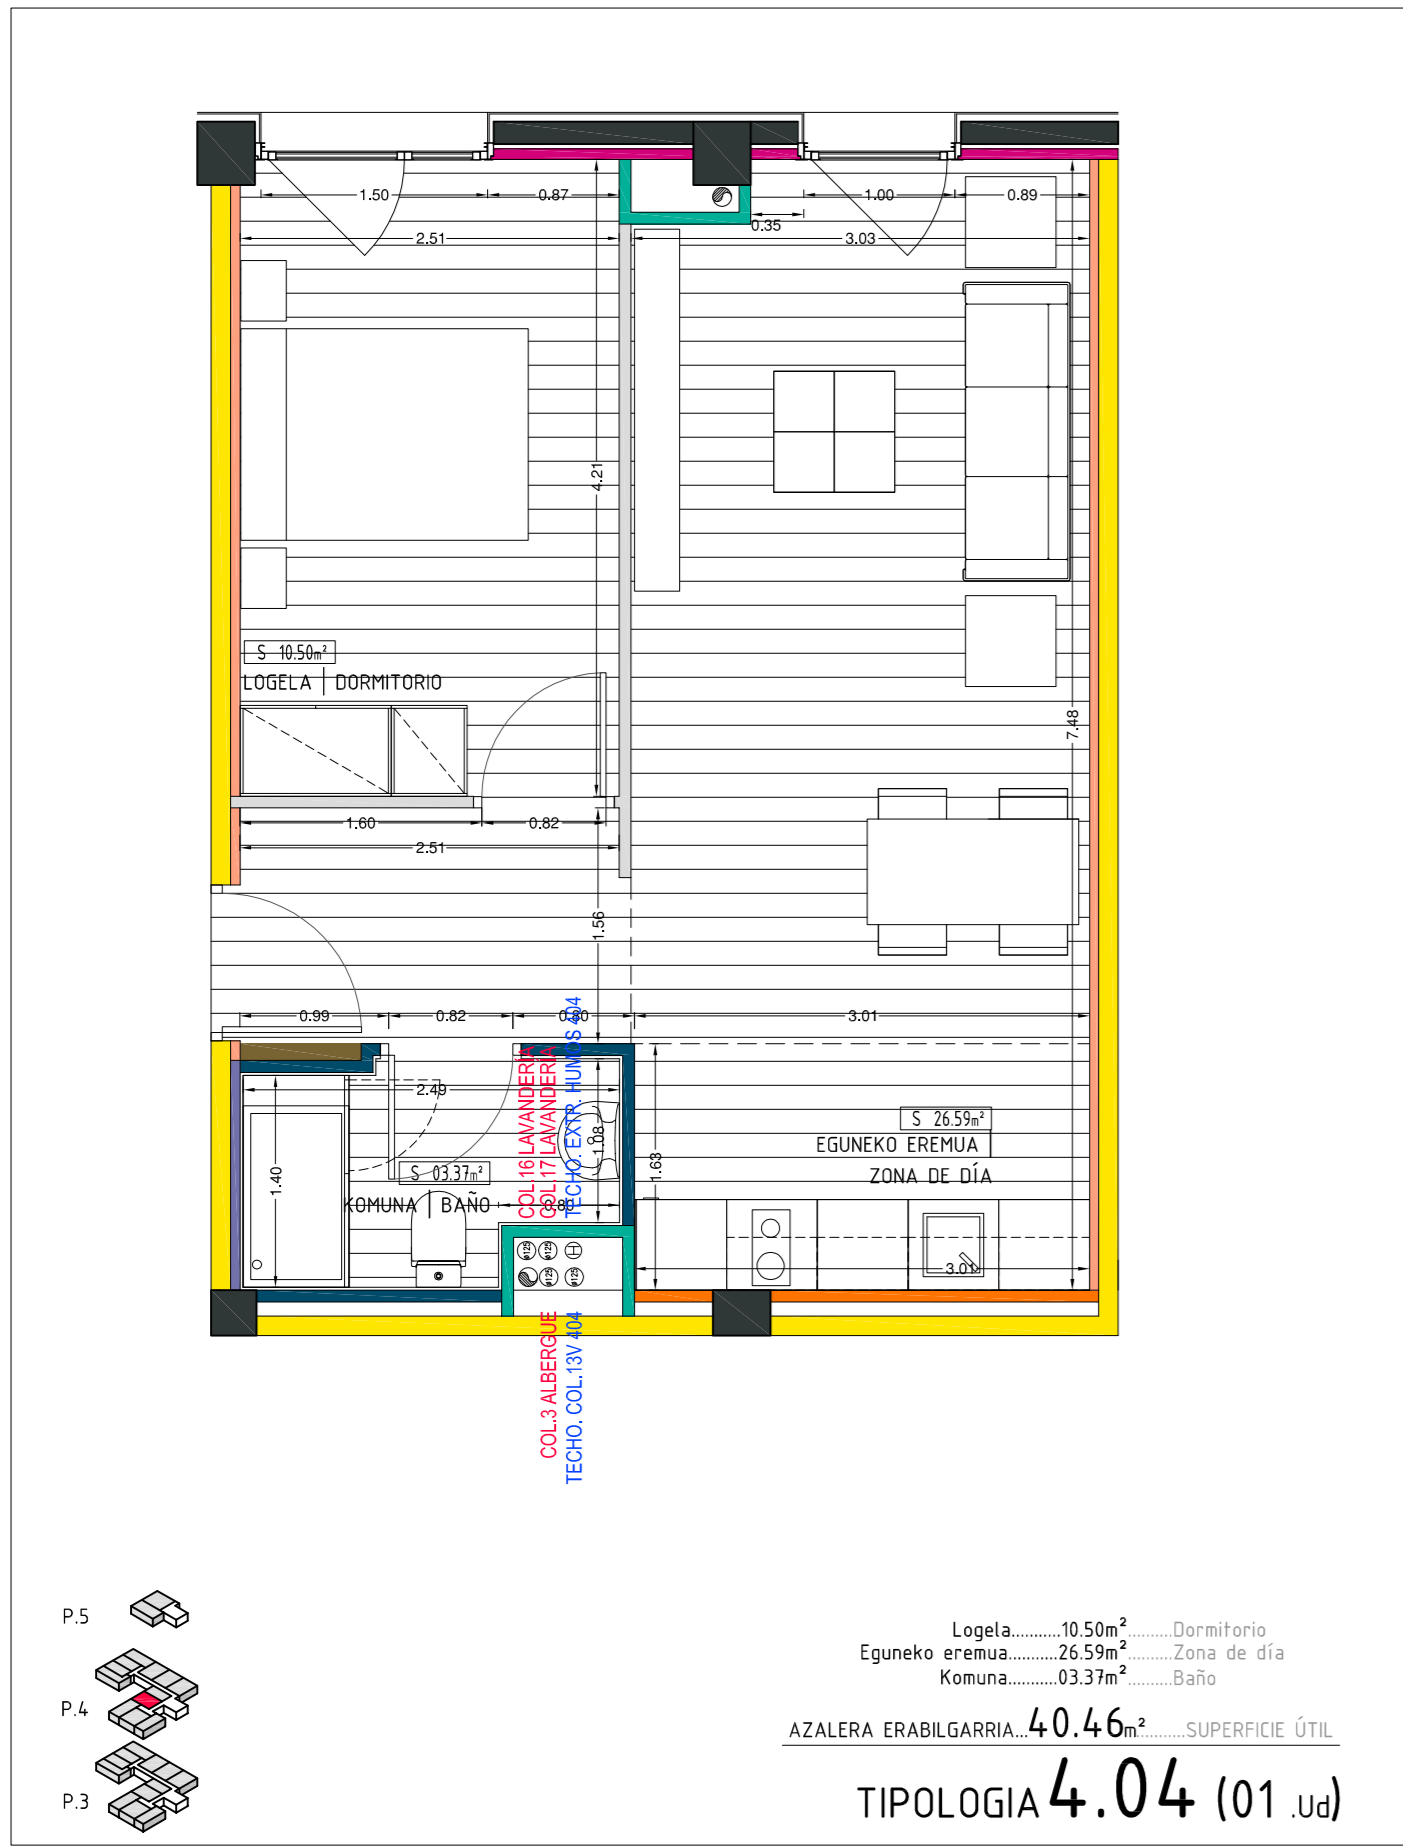 1.50
0.87
1.00
0.89
0.35
2.51
3.03
4.21
S 10.50m²
LOGELA | DORMITORIO
7.48
1.60
0.82
2.51
1.56
0.99
0.82
3.01
COL.16 LAVANDERÍA
COL.17 LAVANDERÍA
TECHO. EXTR. HUMOS 404
2.49
1.08
1.40
1.63
S 26.59m²
EGUNEKO EREMUA
ZONA DE DÍA
S 03.37m²
KOMUNA | BAÑO
0.80
ø125
ø125
H
ø125
ø125
3.01
COL.3 ALBERGUE
TECHO. COL.13V 404
P.5
P.4
P.3
Logela...........10.50m²..........Dormitorio
Eguneko eremua...........26.59m²..........Zona de día
Komuna...........03.37m²..........Baño
AZALERA ERABILGARRIA...40.46m²...........SUPERFICIE ÚTIL
TIPOLOGIA 4.04 (01 .Ud)